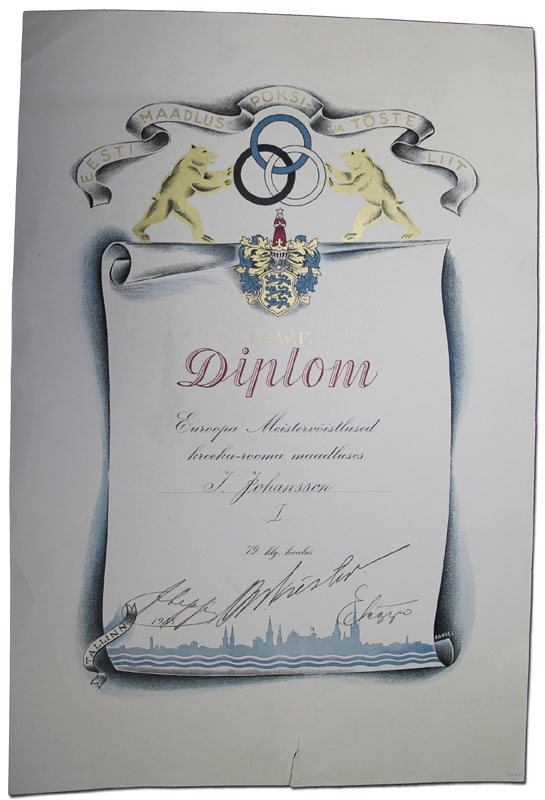 EESTI MAADLUS POKSI- JA TÕSTE LIIT
I.A.W.F.
Diplom
Euroopa Meistervõistlused
kreeka-rooma maadluses
I. Johansson
I
79. klg. kaalus
TALLINN